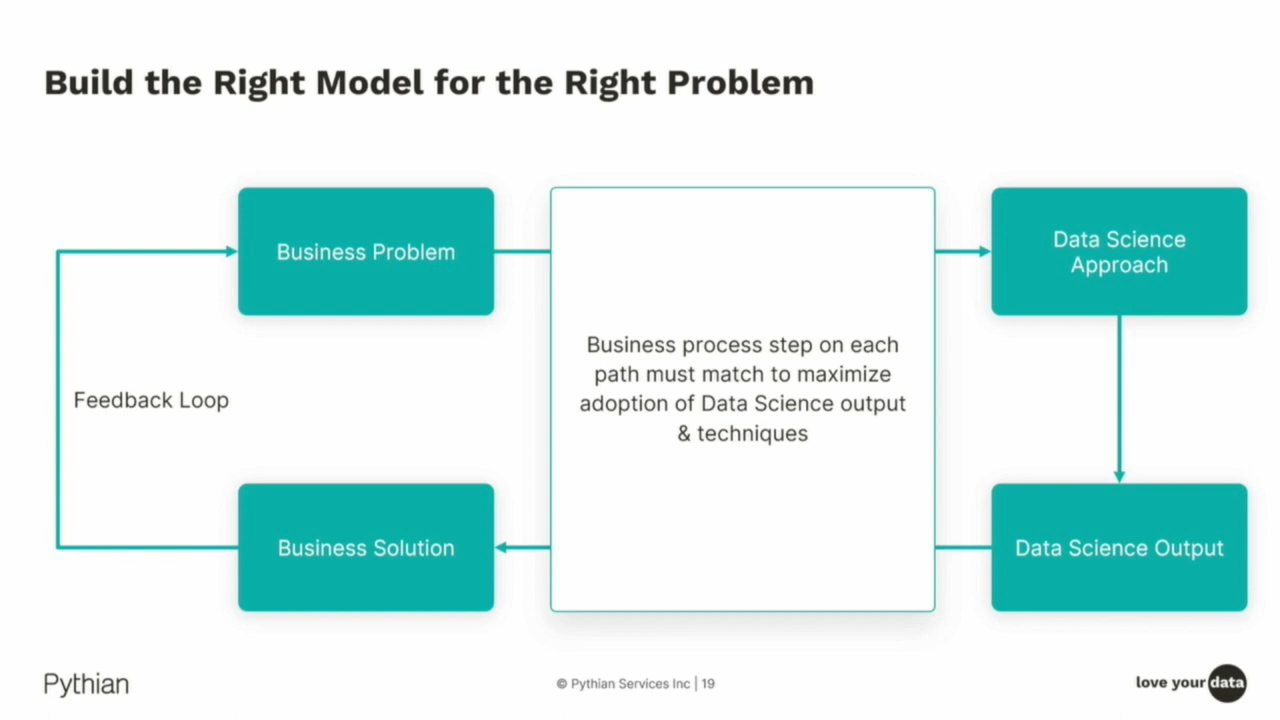 Build the Right Model for the Right Problem
Business Problem
Data Science
Approach
Business process step on each
path must match to maximize
adoption of Data Science output
& techniques
Feedback Loop
Business Solution
Data Science Output
Pythian
© Pythian Services Inc | 19
love your data